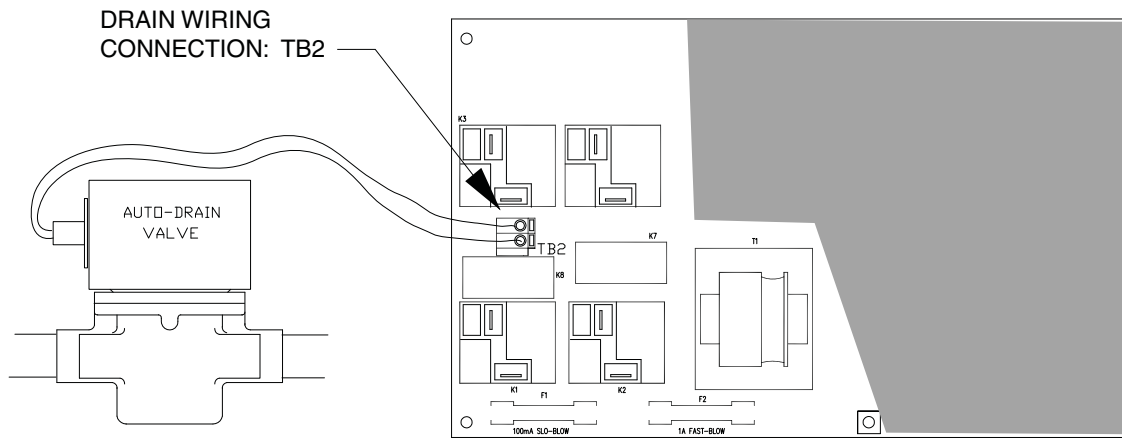 DRAIN WIRING
CONNECTION: TB2
K3
AUTO-DRAIN
VALVE
TB2
K7
T1
K8
K1
F1
K2
F2
100mA SLO-BLOW
1A FAST-BLOW